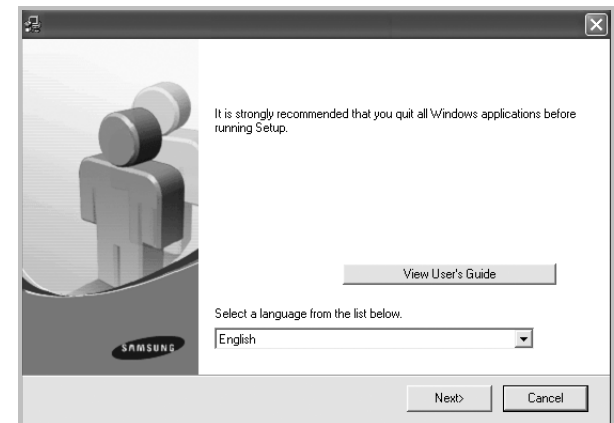 It is strongly recommended that you quit all Windows applications before
running Setup.
View User's Guide
Select a language from the list below.
English
SAMSUNG
Next>
Cancel